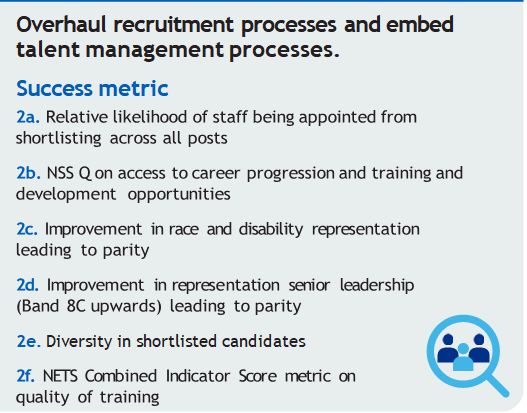 Overhaul recruitment processes and embed
talent management processes.
Success metric
2a. Relative likelihood of staff being appointed from
shortlisting across all posts
2b. NSS Q on access to career progression and training and
development opportunities
2c. Improvement in race and disability representation
leading to parity
2d. Improvement in representation senior leadership
(Band 8C upwards) leading to parity
2e. Diversity in shortlisted candidates
2f. NETS Combined Indicator Score metric on
quality of training